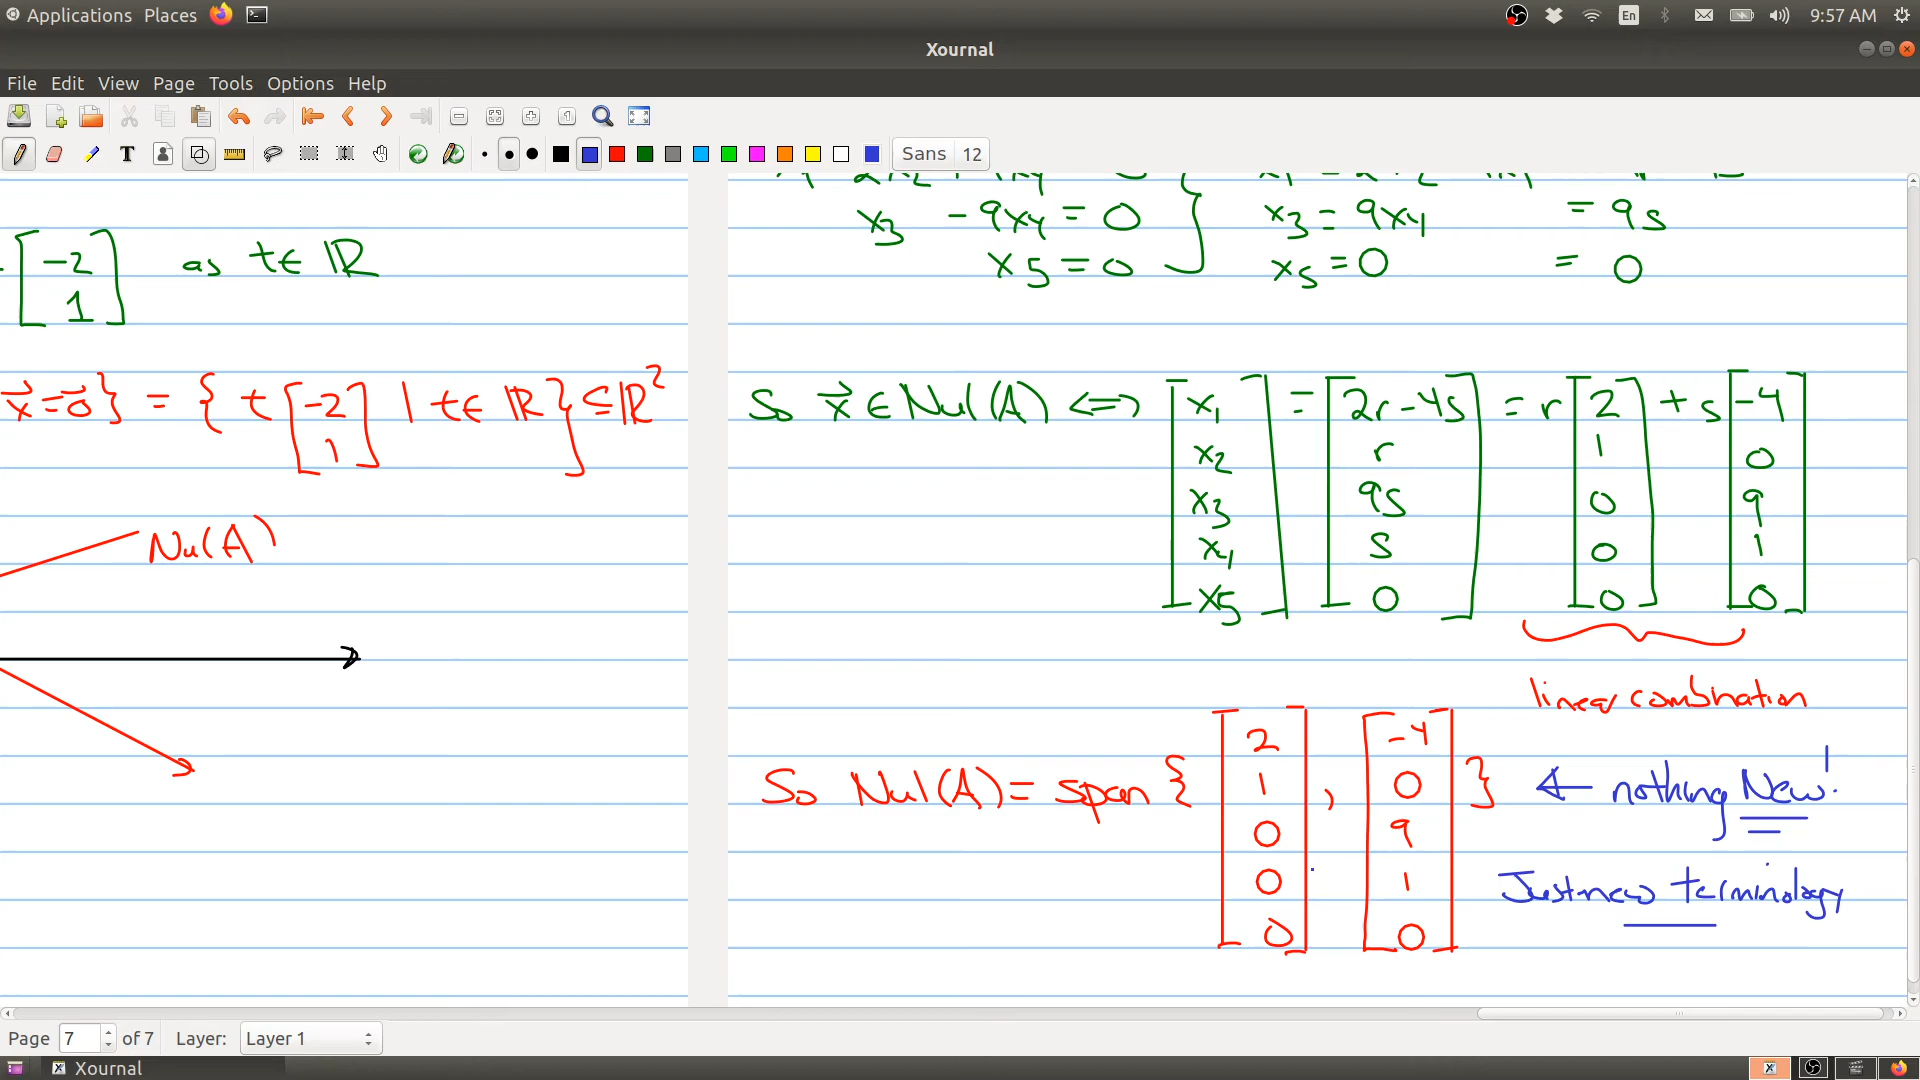 Applications Places En 9:57 AM
Xournal
File Edit View Page Tools Options Help
T Sans 12
[-2 1] as t∈ ℝ
x⃗=0⃗} = { t [-2 1] | t∈ ℝ} ⊆ℝ²
Nul(A)
x3 - 9x4 = 0 } x3 = 9x4 = 9s
x5 = 0 x5 = 0 = 0
So x⃗ ∈ Nul(A) ⟺ [x1 x2 x3 x4 x5] = [2r-4s r 9s s 0] = r [2 1 0 0 0] + s [-4 0 9 1 0]
linear combination
So Nul(A) = span { [2 1 0 0 0] , [-4 0 9 1 0] } ← nothing New!
Just new terminology
Page 7 of 7 Layer: Layer 1
Xournal